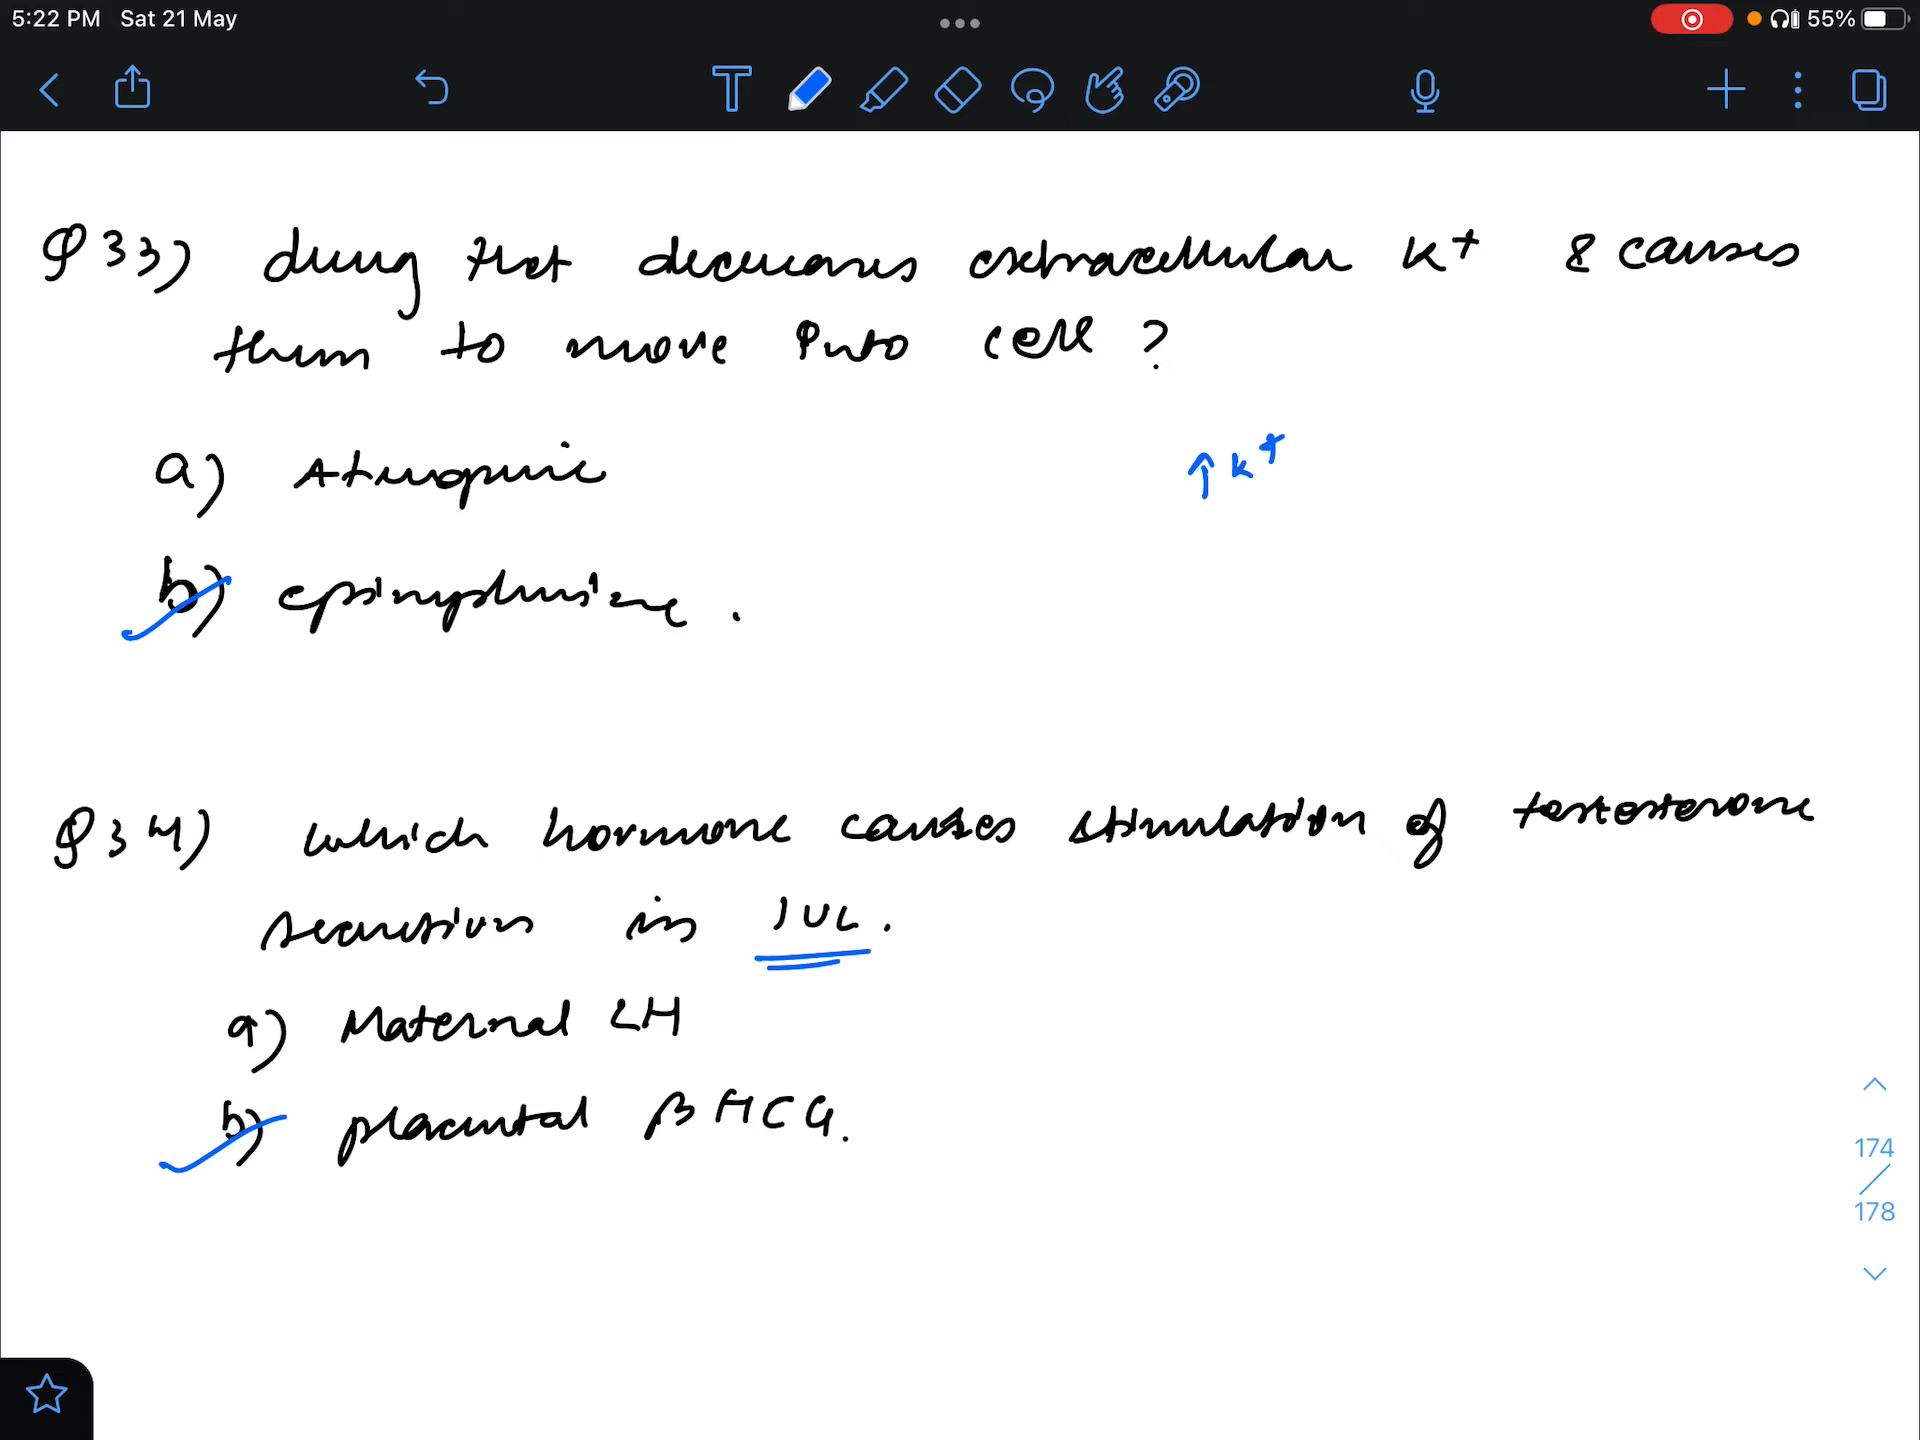 5:22 PM Sat 21 May
55%
Q33) drug that decreases extracellular K+ & causes
them to move into cell ?
a) Atropine
↑ K+
b) epinephrine .
Q34) which hormone causes stimulation of testosterone
secretion in IUL .
a) Maternal LH
b) placental β HCG .
174
/
178